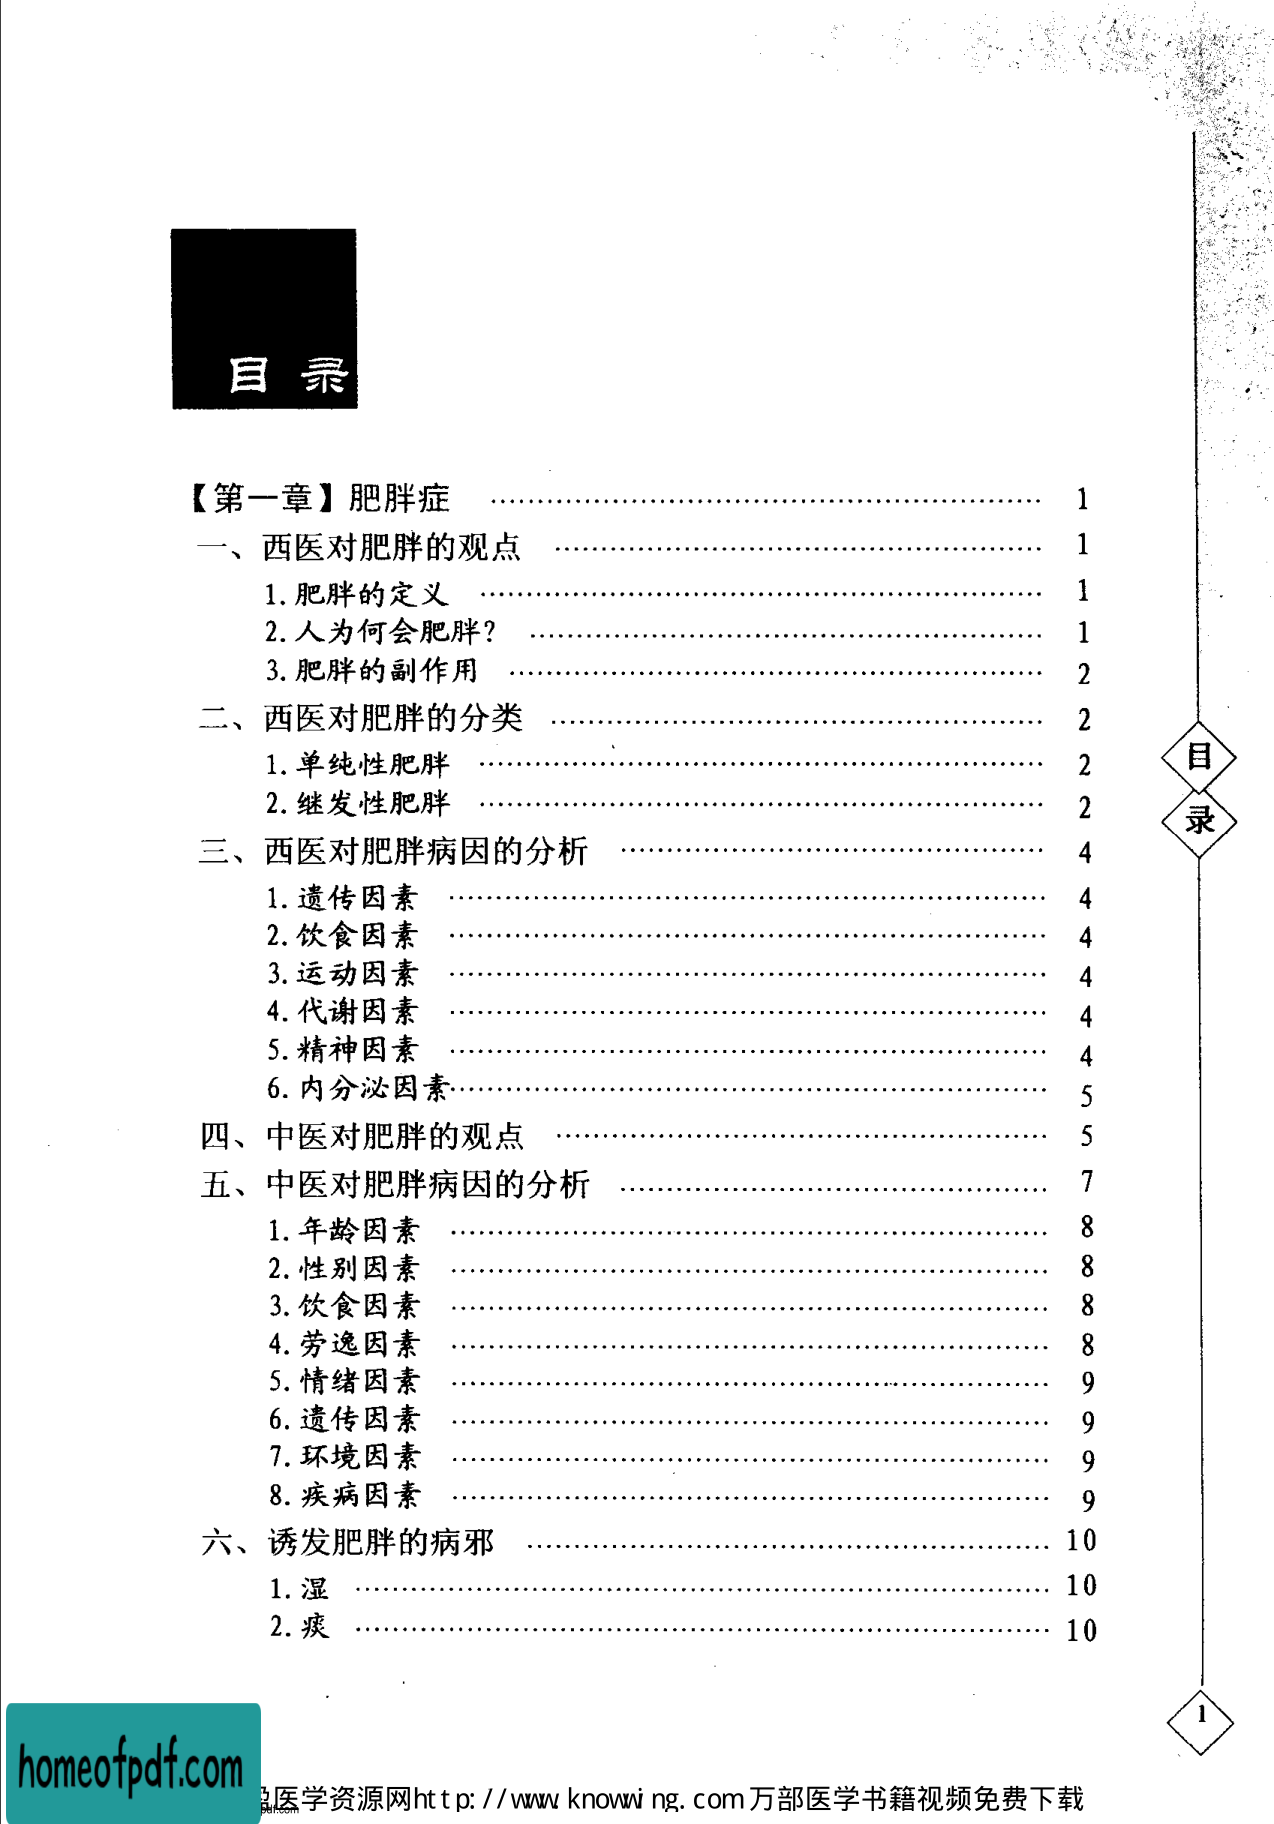 目录
【第一章】肥胖症 …… 1
一、西医对肥胖的观点 …… 1
1.肥胖的定义 …… 1
2.人为何会肥胖? …… 1
3.肥胖的副作用 …… 2
二、西医对肥胖的分类 …… 2
1.单纯性肥胖 …… 2
2.继发性肥胖 …… 2
三、西医对肥胖病因的分析 …… 4
1.遗传因素 …… 4
2.饮食因素 …… 4
3.运动因素 …… 4
4.代谢因素 …… 4
5.精神因素 …… 4
6.内分泌因素 …… 5
四、中医对肥胖的观点 …… 5
五、中医对肥胖病因的分析 …… 7
1.年龄因素 …… 8
2.性别因素 …… 8
3.饮食因素 …… 8
4.劳逸因素 …… 8
5.情绪因素 …… 9
6.遗传因素 …… 9
7.环境因素 …… 9
8.疾病因素 …… 9
六、诱发肥胖的病邪 …… 10
1.湿 …… 10
2.痰 …… 10
目
录
1
homeofpdf.com
医学资源网http://www.knowwing.com万部医学书籍视频免费下载